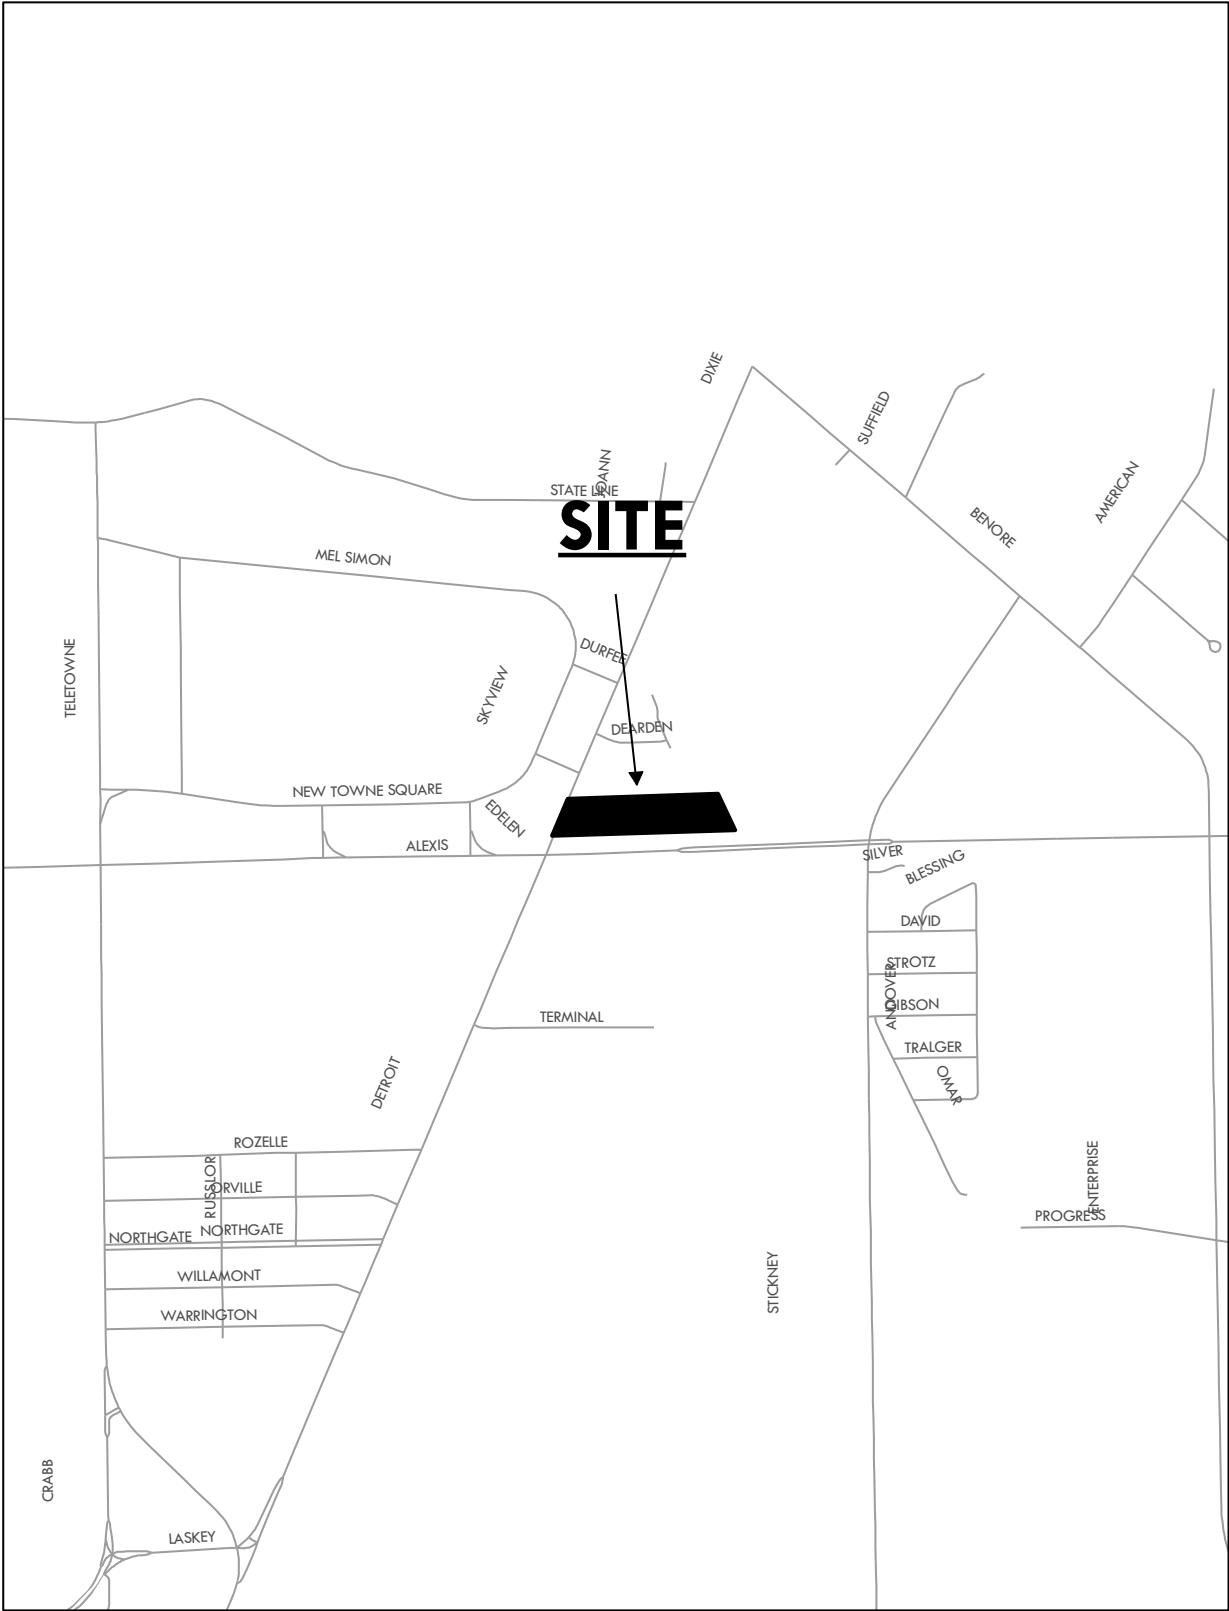 DIXIE
SUFFIELD
JOANN
STATE LINE
AMERICAN
SITE
BENORE
MEL SIMON
TELETOWNE
DURFEE
SKYVIEW
DEARDEN
NEW TOWNE SQUARE
EDELEN
ALEXIS
SILVER
BLESSING
DAVID
STROTZ
ANDOVER
GIBSON
TERMINAL
TRALGER
OMAR
DETROIT
ROZELLE
RUSSLOR
ORVILLE
ENTERPRISE
PROGRESS
NORTHGATE
NORTHGATE
WILLAMONT
STICKNEY
WARRINGTON
CRABB
LASKEY